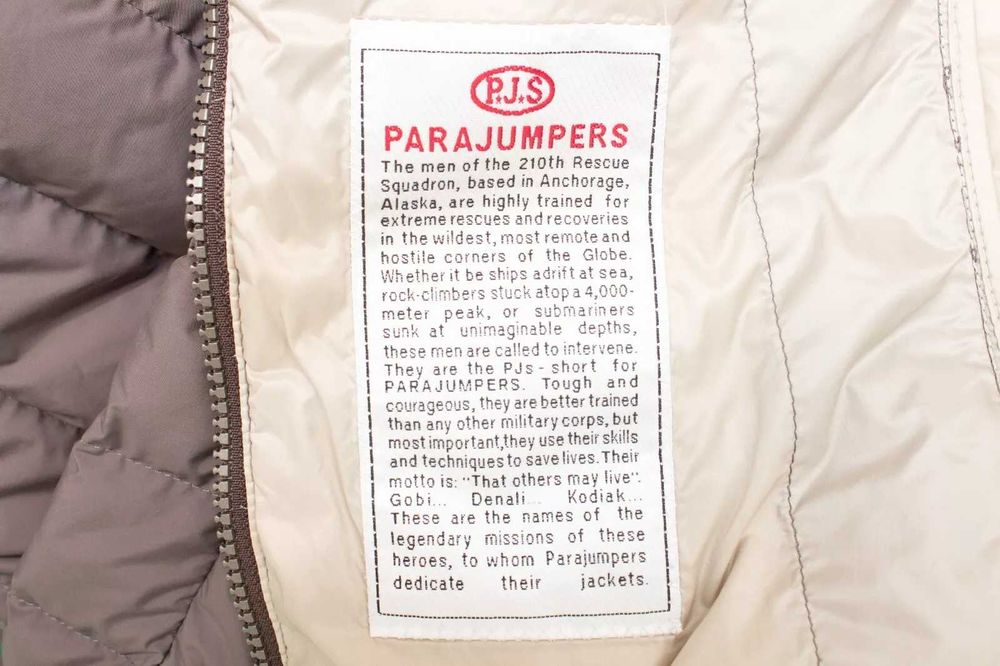 P.J.S
PARAJUMPERS
The men of the 210th Rescue
Squadron, based in Anchorage,
Alaska, are highly trained for
extreme rescues and recoveries
in the wildest, most remote and
hostile corners of the Globe.
Whether it be ships adrift at sea,
rock-climbers stuck atop a 4,000-
meter peak, or submariners
sunk at unimaginable depths,
these men are called to intervene.
They are the PJs - short for
PARAJUMPERS. Tough and
courageous, they are better trained
than any other military corps, but
most important,they use their skills
and techniques to save lives. Their
motto is: "That others may live".
Gobi... Denali... Kodiak...
These are the names of the
legendary missions of these
heroes, to whom Parajumpers
dedicate their jackets.